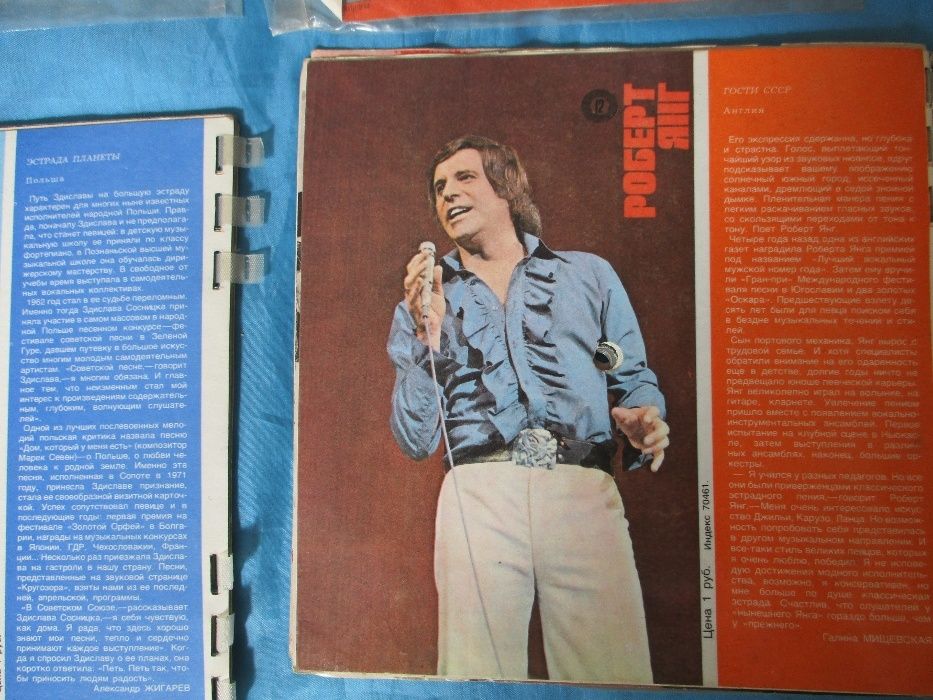 ЭСТРАДА ПЛАНЕТЫ
Польша
Путь Здиславы на большую эстраду
характерен для многих ныне известных
исполнителей народной Польши. Прав-
да, поначалу Здислава и не предполага-
ла, что станет певицей: в детскую музы-
кальную школу ее приняли по классу
фортепиано, в Познаньской высшей му-
зыкальной школе она обучалась дири-
жерскому мастерству. В свободное от
учебы время выступала в самодеятель-
ных вокальных коллективах.
1962 год стал в ее судьбе переломным.
Именно тогда Здислава Сосницка при-
няла участие в самом массовом в народ-
ной Польше песенном конкурсе—фе-
стивале советской песни в Зеленой
Гуре, давшем путевку в большое искус-
ство многим молодым самодеятельным
артистам. «Советской песне,—говорит
Здислава,—я многим обязана. И глав-
ное тем, что неизменным стал мой
интерес к произведениям содержатель-
ным, глубоким, волнующим слушате-
лей».
Одной из лучших послевоенных мело-
дий польская критика назвала песню
«Дом, который у меня есть» (композитор
Марек Севен)—о Польше, о любви че-
ловека к родной земле. Именно эта
песня, исполненная в Сопоте в 1971
году, принесла Здиславе признание,
стала ее своеобразной визитной карточ-
кой. Успех сопутствовал певице и в
последующие годы: первая премия на
фестивале «Золотой Орфей» в Болга-
рии, награды на музыкальных конкурсах
в Японии, ГДР, Чехословакии, Фран-
ции... Несколько раз приезжала Здисла-
ва на гастроли в нашу страну. Песни,
представленные на звуковой странице
«Кругозора», взяты нами из ее послед-
ней, апрельской, программы.
«В Советском Союзе,—рассказывает
Здислава Сосницка,—я себя чувствую,
как дома. Я рада, что здесь хорошо
знают мои песни, тепло и сердечно
принимают каждое выступление». Ког-
да я спросил Здиславу о ее планах, она
коротко ответила: «Петь. Петь так, что-
бы приносить людям радость».
Александр ЖИГАРЕВ
12
РОБЕРТ
ЯНГ
Цена 1 руб. Индекс 70461.
ГОСТИ СССР
Англия
Его экспрессия сдержанна, но глубока
и страстна. Голос, выплетающий тон-
чайший узор из звуковых нюансов, вдруг
подсказывает вашему воображению
солнечный южный город, иссеченный
каналами, дремлющий в седой знойной
дымке. Пленительная манера пения с
легким раскачиванием гласных звуков,
со скользящими переходами от тона к
тону. Поет Роберт Янг.
Четыре года назад одна из английских
газет наградила Роберта Янга премией
под названием «Лучший вокальный
мужской номер года». Затем ему вручи-
ли «Гран-при» Международного фести-
валя песни в Югославии и два золотых
«Оскара». Предшествующие взлету де-
сять лет были для певца поиском себя
в бездне музыкальных течений и сти-
лей.
Сын портового механика, Янг вырос в
трудовой семье. И хотя специалисты
обратили внимание на его одаренность
еще в детстве, долгие годы ничто не
предвещало юноше певческой карьеры.
Янг великолепно играл на волынке, на
гитаре, кларнете. Увлечение пением
пришло вместе с появлением вокально-
инструментальных ансамблей. Первое
испытание на клубной сцене в Ньюкас-
ле, затем выступления в различ-
ных ансамблях, наконец, большие ор-
кестры.
— Я учился у разных педагогов. Но все
они были приверженцами классического
эстрадного пения,—говорит Роберт
Янг.—Меня очень интересовало искус-
ство Джильи, Карузо, Ланца. Но возмож-
ность попробовать себя представилась
в другом музыкальном направлении. И
все-таки стиль великих певцов, которых
я очень люблю, победил. Я не испове-
дую достижения модного исполнитель-
ства, возможно, я консервативен, но
мне больше по душе классическая
эстрада. Счастлив, что слушателей у
«нынешнего Янга» гораздо больше, чем
у «прежнего».
Галина МИЩЕВСКАЯ